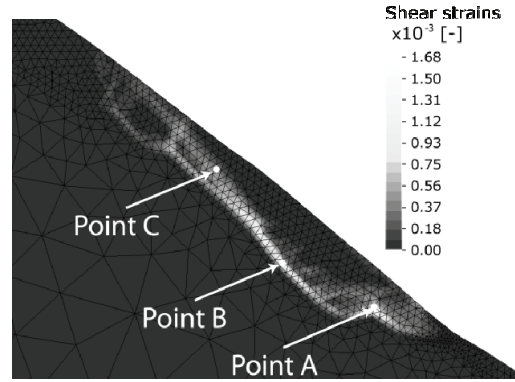 Shear strains
x10⁻³ [-]
1.68
1.50
1.31
1.12
0.93
0.75
0.56
0.37
0.18
0.00
Point C
Point B
Point A